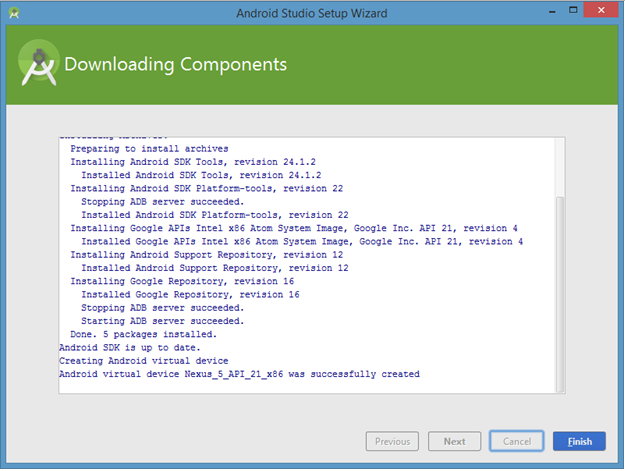 Android Studio Setup Wizard
Downloading Components
Preparing to install archives
Installing Android SDK Tools, revision 24.1.2
Installed Android SDK Tools, revision 24.1.2
Installing Android SDK Platform-tools, revision 22
Stopping ADB server succeeded.
Installed Android SDK Platform-tools, revision 22
Installing Google APIs Intel x86 Atom System Image, Google Inc. API 21, revision 4
Installed Google APIs Intel x86 Atom System Image, Google Inc. API 21, revision 4
Installing Android Support Repository, revision 12
Installed Android Support Repository, revision 12
Installing Google Repository, revision 16
Installed Google Repository, revision 16
Stopping ADB server succeeded.
Starting ADB server succeeded.
Done. 5 packages installed.
Android SDK is up to date.
Creating Android virtual device
Android virtual device Nexus_5_API_21_x86 was successfully created
Previous Next Cancel Finish